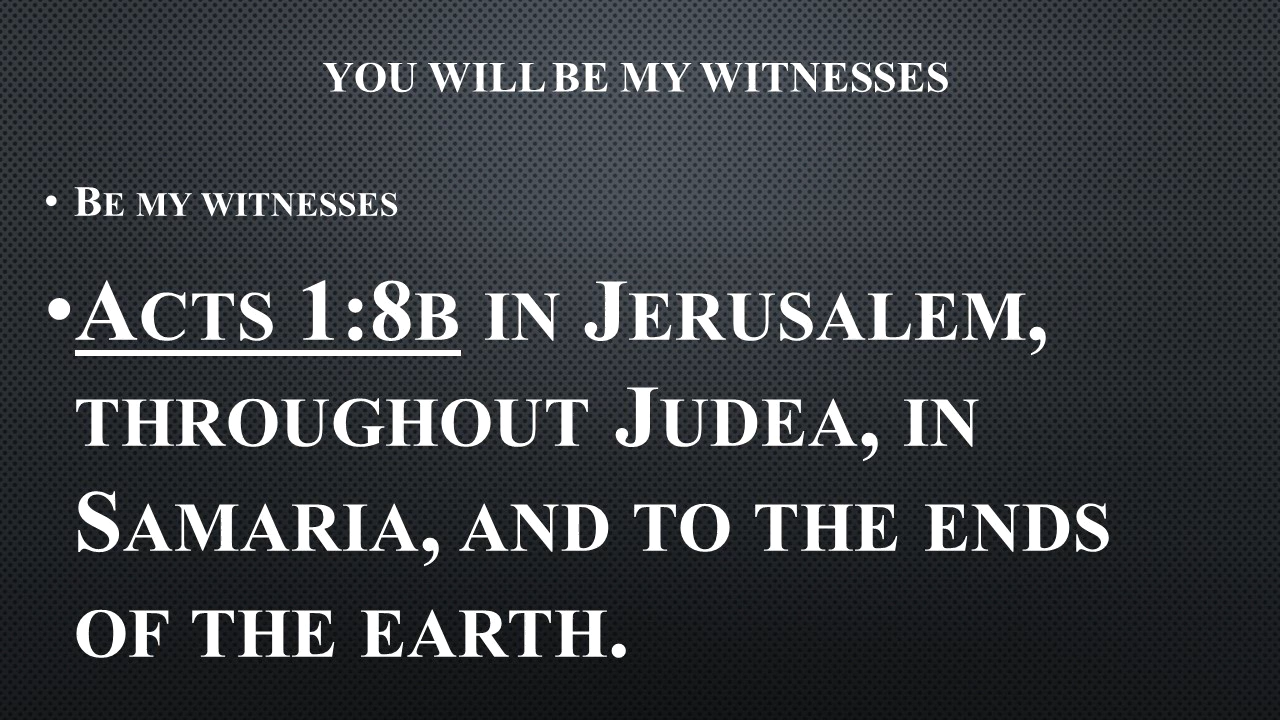 YOU WILL BE MY WITNESSES
• Be my witnesses
• Acts 1:8b in Jerusalem,
throughout Judea, in
Samaria, and to the ends
of the earth.